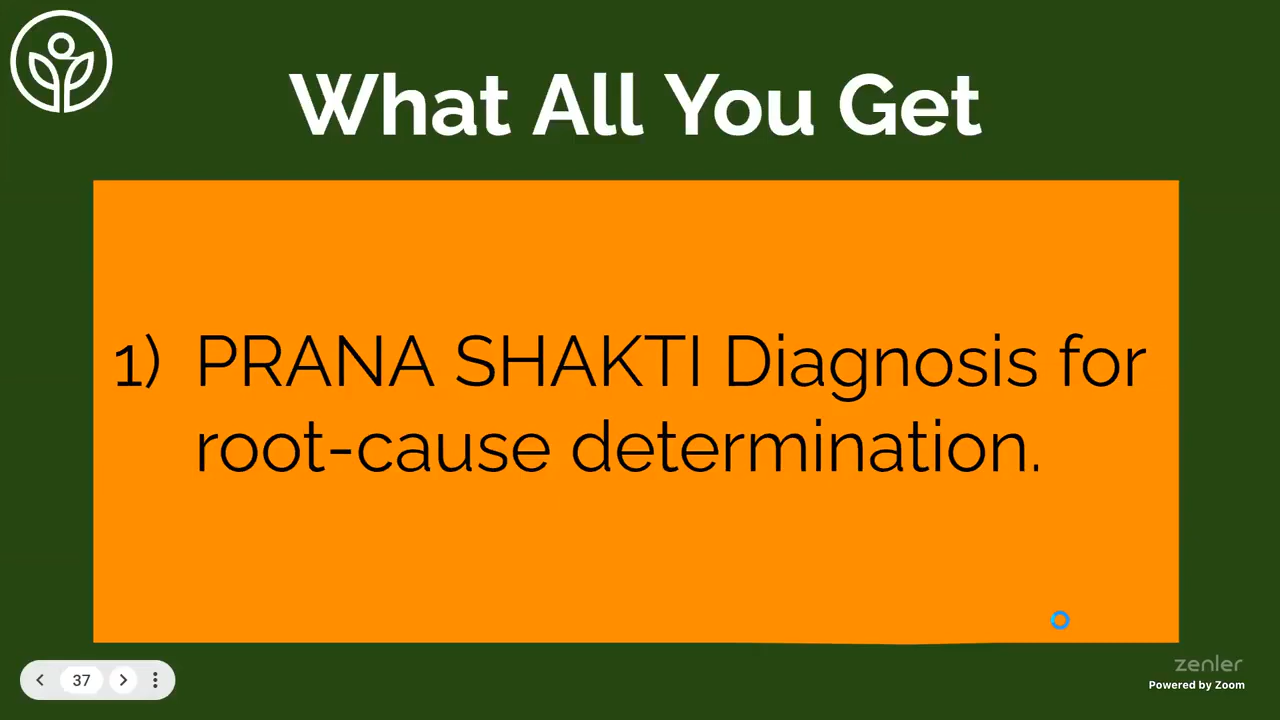 What All You Get
1) PRANA SHAKTI Diagnosis for
root-cause determination.
37
zenler
Powered by Zoom